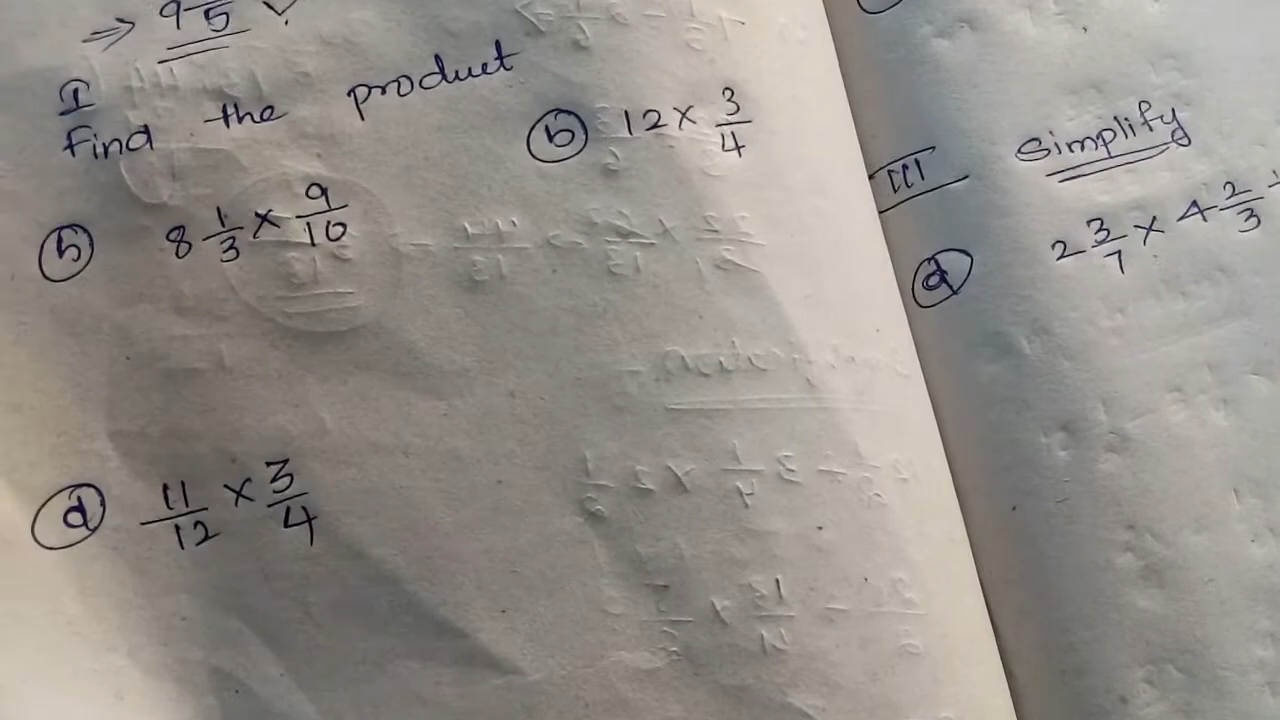 ⇒ 9 5
I
Find the product
ⓑ 12 × 3/4
ⓗ 8 1/3 × 9/10
ⓓ 11/12 × 3/4
III Simplify
ⓓ 2 3/7 × 4 2/3 ÷